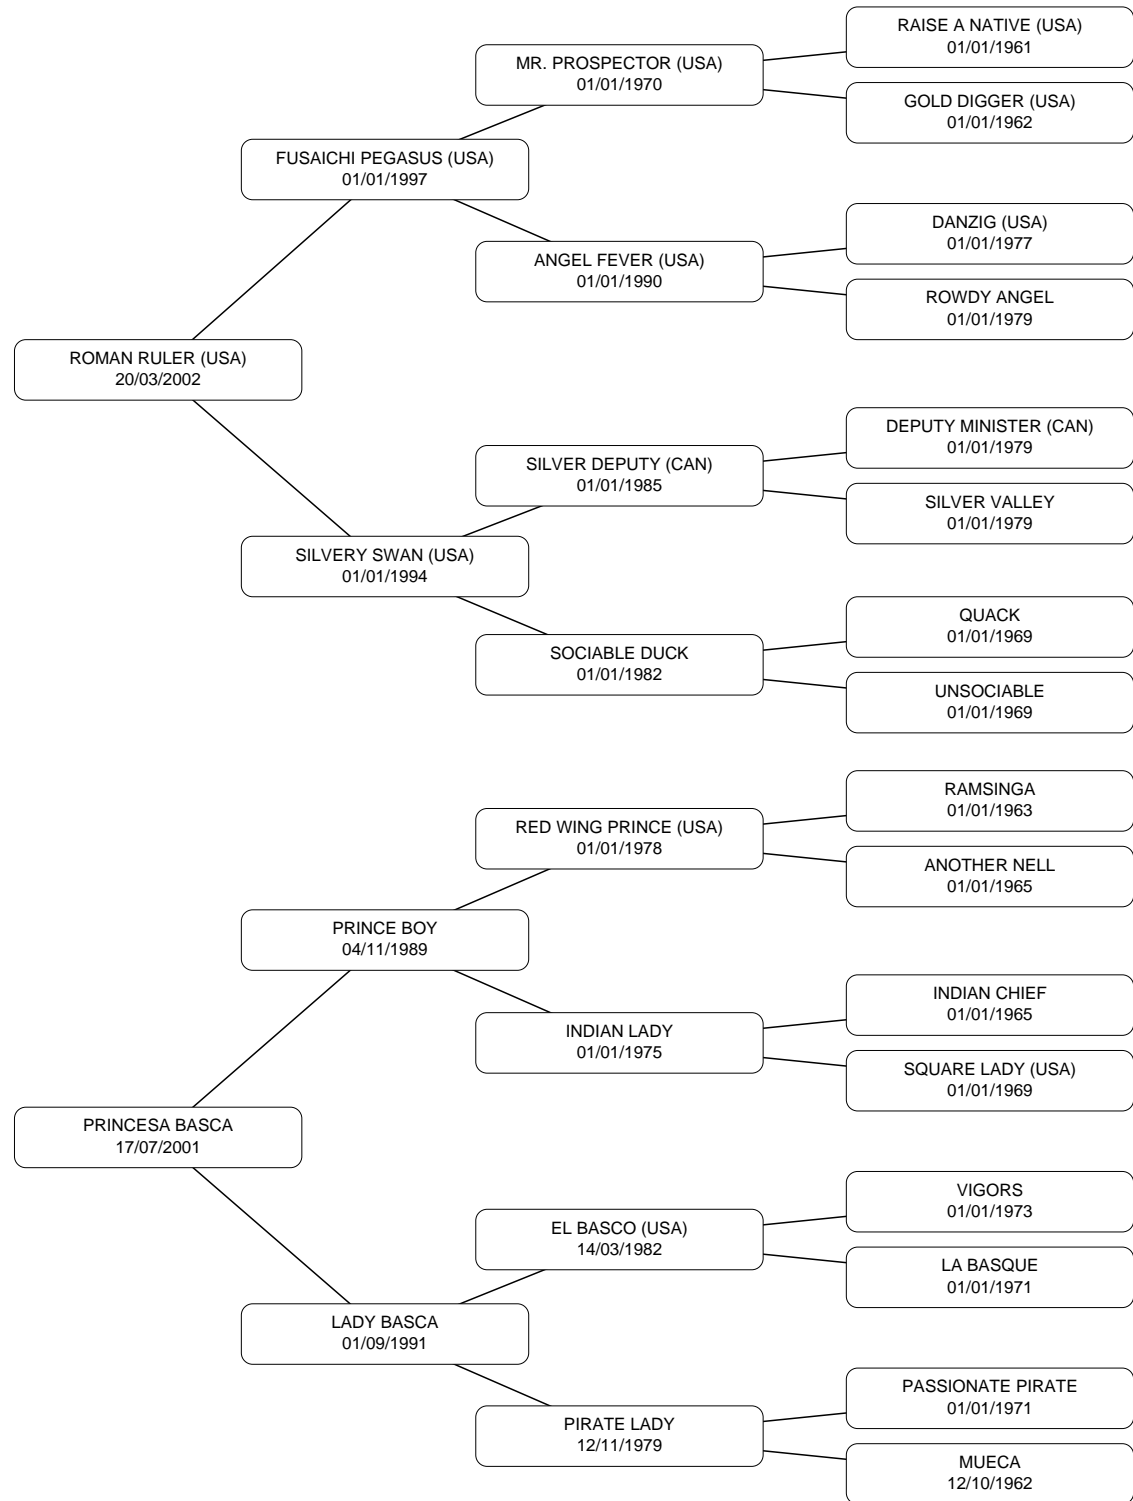 RAISE A NATIVE (USA)
01/01/1961
MR. PROSPECTOR (USA)
01/01/1970
GOLD DIGGER (USA)
01/01/1962
FUSAICHI PEGASUS (USA)
01/01/1997
DANZIG (USA)
01/01/1977
ANGEL FEVER (USA)
01/01/1990
ROWDY ANGEL
01/01/1979
ROMAN RULER (USA)
20/03/2002
DEPUTY MINISTER (CAN)
01/01/1979
SILVER DEPUTY (CAN)
01/01/1985
SILVER VALLEY
01/01/1979
SILVERY SWAN (USA)
01/01/1994
QUACK
01/01/1969
SOCIABLE DUCK
01/01/1982
UNSOCIABLE
01/01/1969
RAMSINGA
01/01/1963
RED WING PRINCE (USA)
01/01/1978
ANOTHER NELL
01/01/1965
PRINCE BOY
04/11/1989
INDIAN CHIEF
01/01/1965
INDIAN LADY
01/01/1975
SQUARE LADY (USA)
01/01/1969
PRINCESA BASCA
17/07/2001
VIGORS
01/01/1973
EL BASCO (USA)
14/03/1982
LA BASQUE
01/01/1971
LADY BASCA
01/09/1991
PASSIONATE PIRATE
01/01/1971
PIRATE LADY
12/11/1979
MUECA
12/10/1962